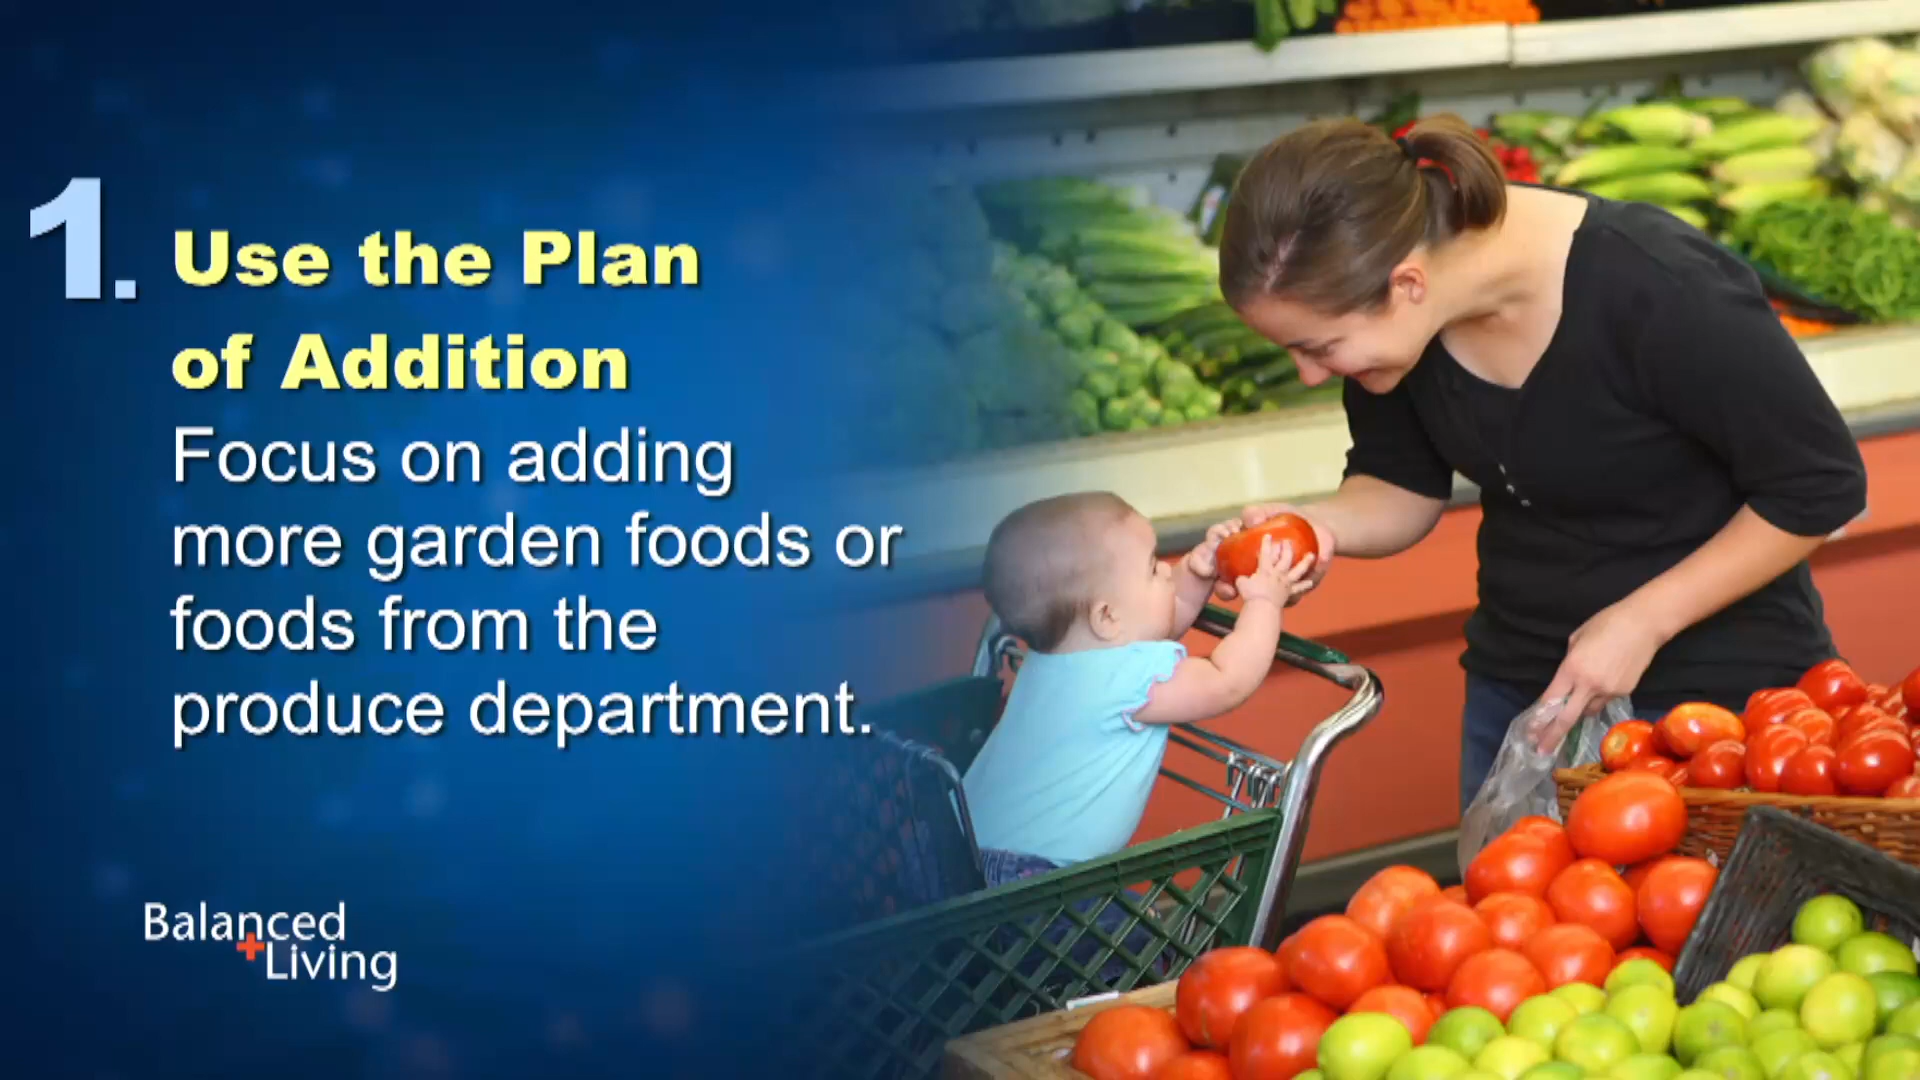 1. Use the Plan
of Addition
Focus on adding
more garden foods or
foods from the
produce department.
Balanced
+Living